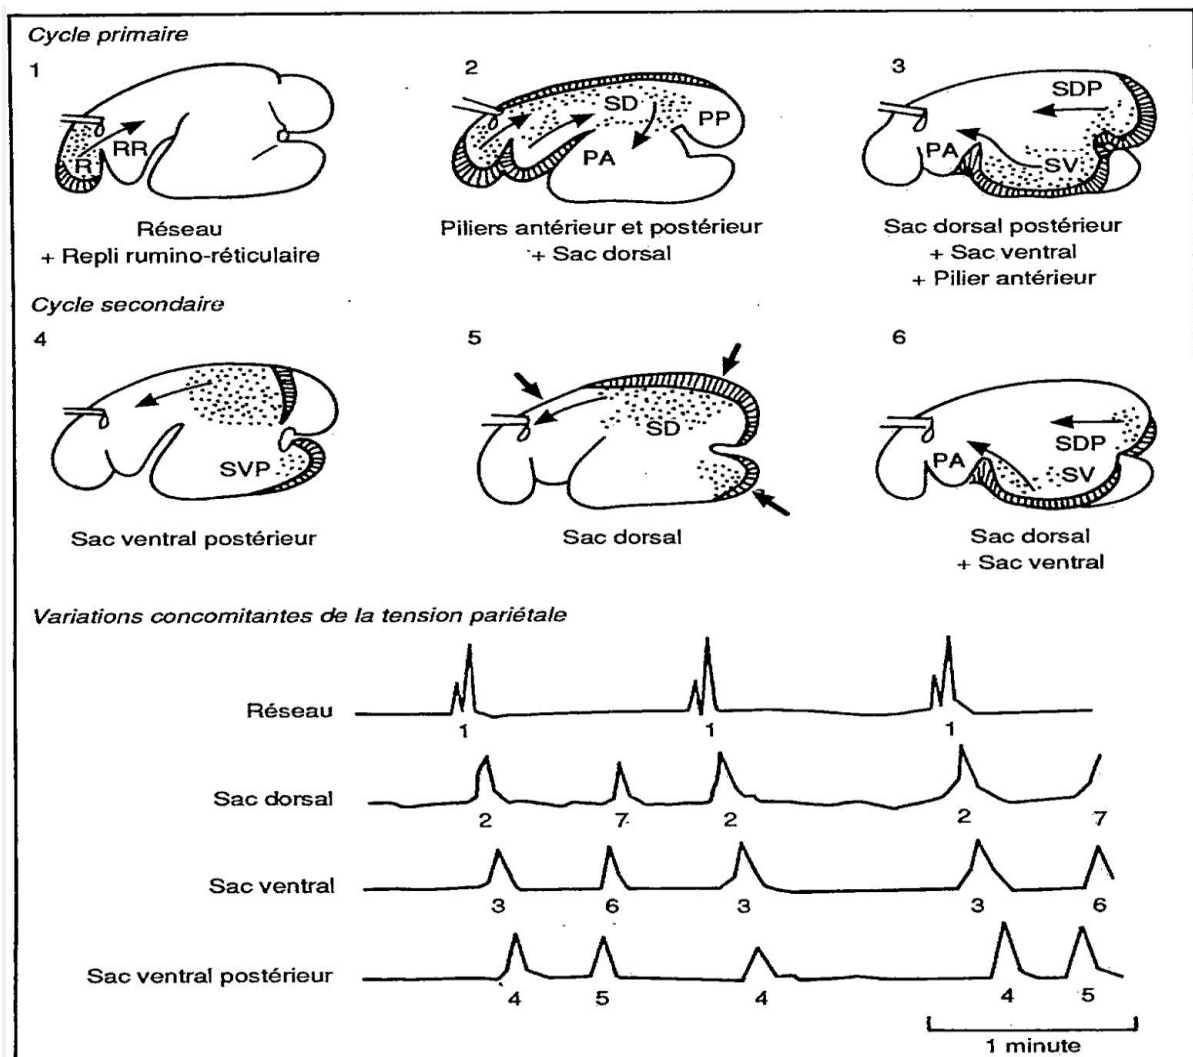 Cycle primaire
1
2
3
R
RR
SD
PP
PA
SDP
PA
SV
Réseau
+ Repli rumino-réticulaire
Piliers antérieur et postérieur
+ Sac dorsal
Sac dorsal postérieur
+ Sac ventral
+ Pilier antérieur
Cycle secondaire
4
5
6
SVP
SD
SDP
PA
SV
Sac ventral postérieur
Sac dorsal
Sac dorsal
+ Sac ventral
Variations concomitantes de la tension pariétale
Réseau
1 1 1
Sac dorsal
2 7 2 2 7
Sac ventral
3 6 3 3 6
Sac ventral postérieur
4 5 4 4 5
1 minute